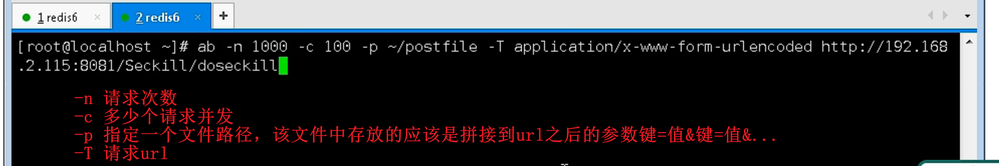 1 redis6 × 2 redis6 × +
[root@localhost ~]# ab -n 1000 -c 100 -p ~/postfile -T application/x-www-form-urlencoded http://192.168
.2.115:8081/Seckill/doseckill
-n 请求次数
-c 多少个请求并发
-p 指定一个文件路径，该文件中存放的应该是拼接到url之后的参数键=值&键=值&...
-T 请求url